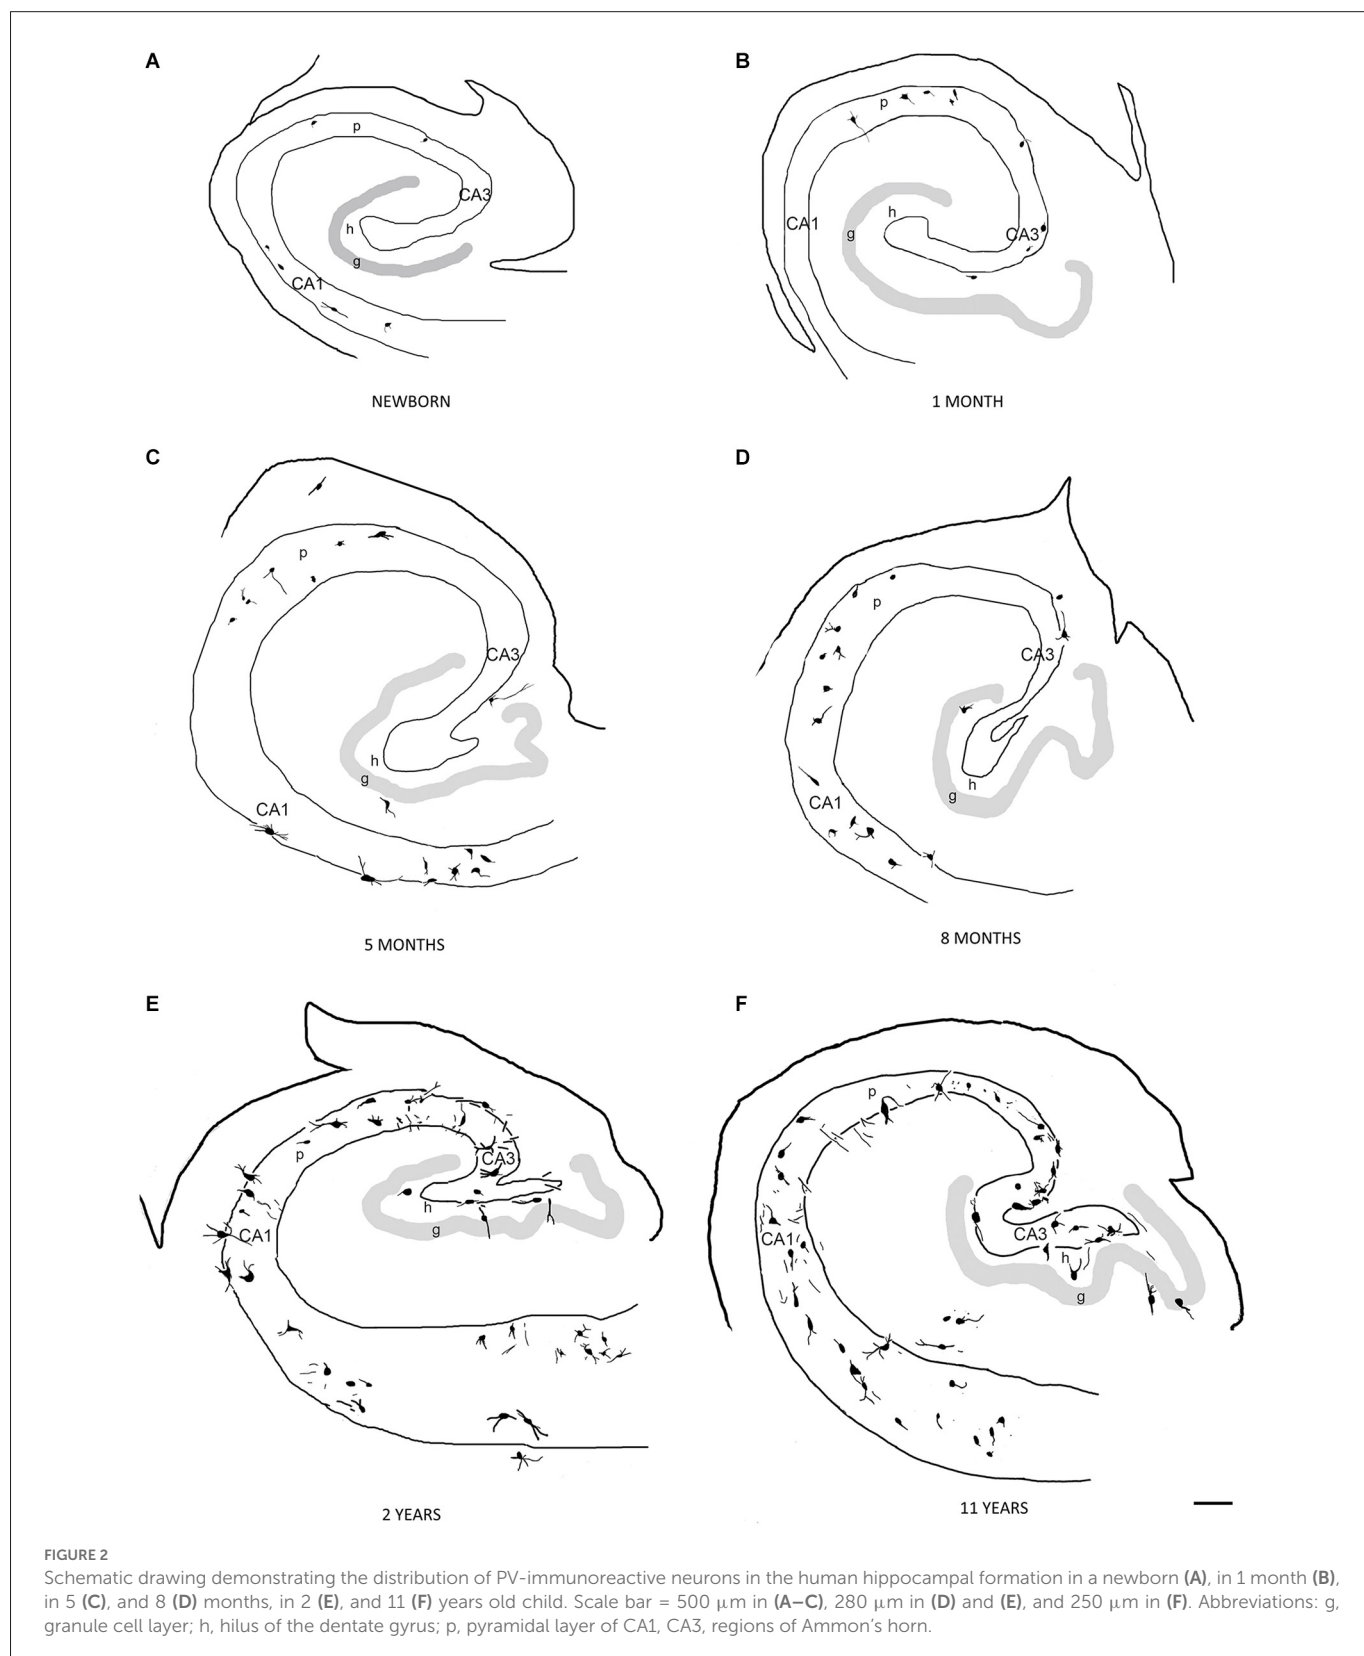 A
p
CA3
h
g
CA1
NEWBORN
B
p
CA1
h
g
CA3
1 MONTH
C
p
CA3
h
g
CA1
5 MONTHS
D
p
CA3
CA1
h
g
8 MONTHS
E
p
CA3
h
g
CA1
2 YEARS
F
p
CA1
CA3
h
g
11 YEARS
FIGURE 2
Schematic drawing demonstrating the distribution of PV-immunoreactive neurons in the human hippocampal formation in a newborn (A), in 1 month (B),
in 5 (C), and 8 (D) months, in 2 (E), and 11 (F) years old child. Scale bar = 500 μm in (A–C), 280 μm in (D) and (E), and 250 μm in (F). Abbreviations: g,
granule cell layer; h, hilus of the dentate gyrus; p, pyramidal layer of CA1, CA3, regions of Ammon's horn.